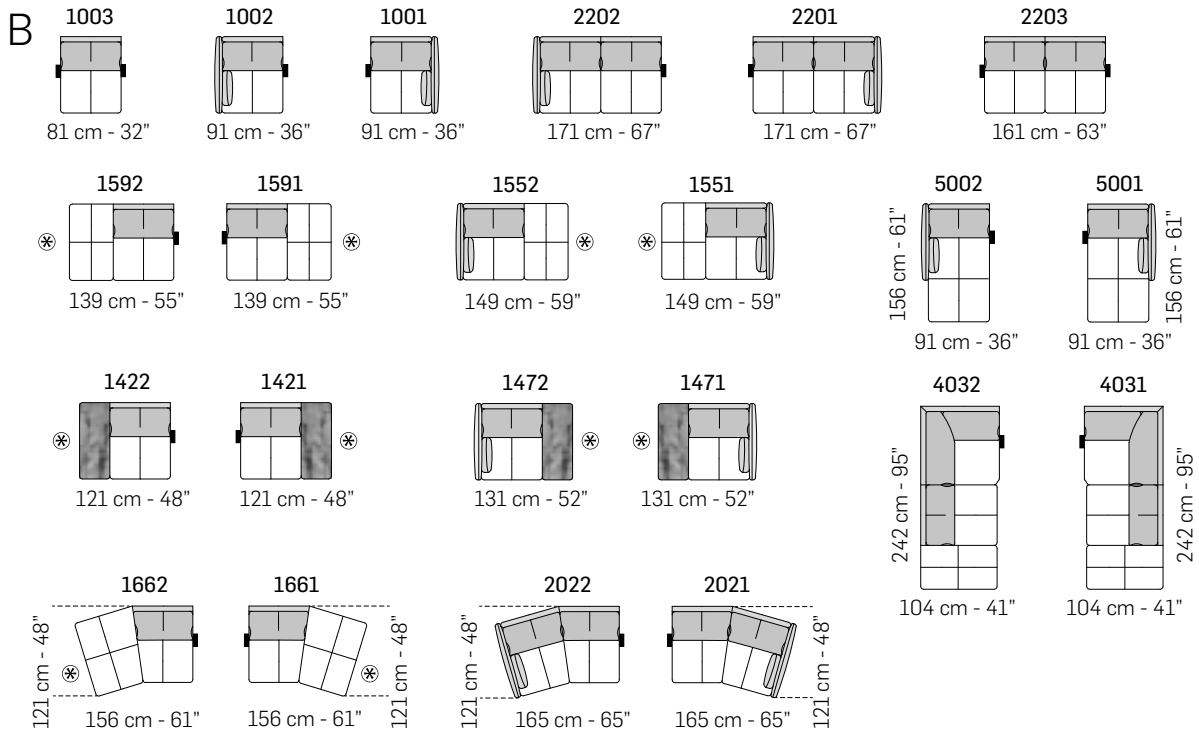 B
1003 1002 1001 2202 2201 2203
81 cm - 32" 91 cm - 36" 91 cm - 36" 171 cm - 67" 171 cm - 67" 161 cm - 63"
1592 1591 1552 1551 5002 5001
139 cm - 55" 139 cm - 55" 149 cm - 59" 149 cm - 59"
156 cm - 61" 156 cm - 61"
91 cm - 36" 91 cm - 36"
1422 1421 1472 1471 4032 4031
121 cm - 48" 121 cm - 48" 131 cm - 52" 131 cm - 52"
242 cm - 95" 242 cm - 95"
104 cm - 41" 104 cm - 41"
1662 1661 2022 2021
121 cm - 48" 121 cm - 48" 121 cm - 48" 121 cm - 48"
156 cm - 61" 156 cm - 61" 165 cm - 65" 165 cm - 65"